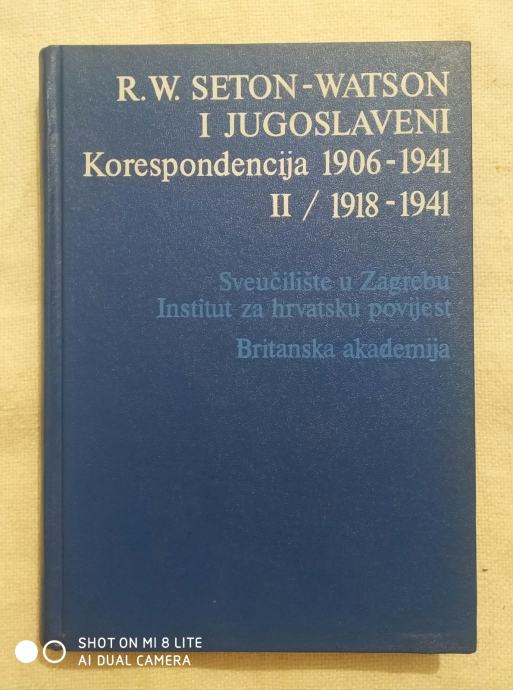 R. W. SETON-WATSON
I JUGOSLAVENI
Korespondencija 1906-1941
II / 1918-1941
Sveučilište u Zagrebu
Institut za hrvatsku povijest
Britanska akademija
SHOT ON MI 8 LITE
AI DUAL CAMERA